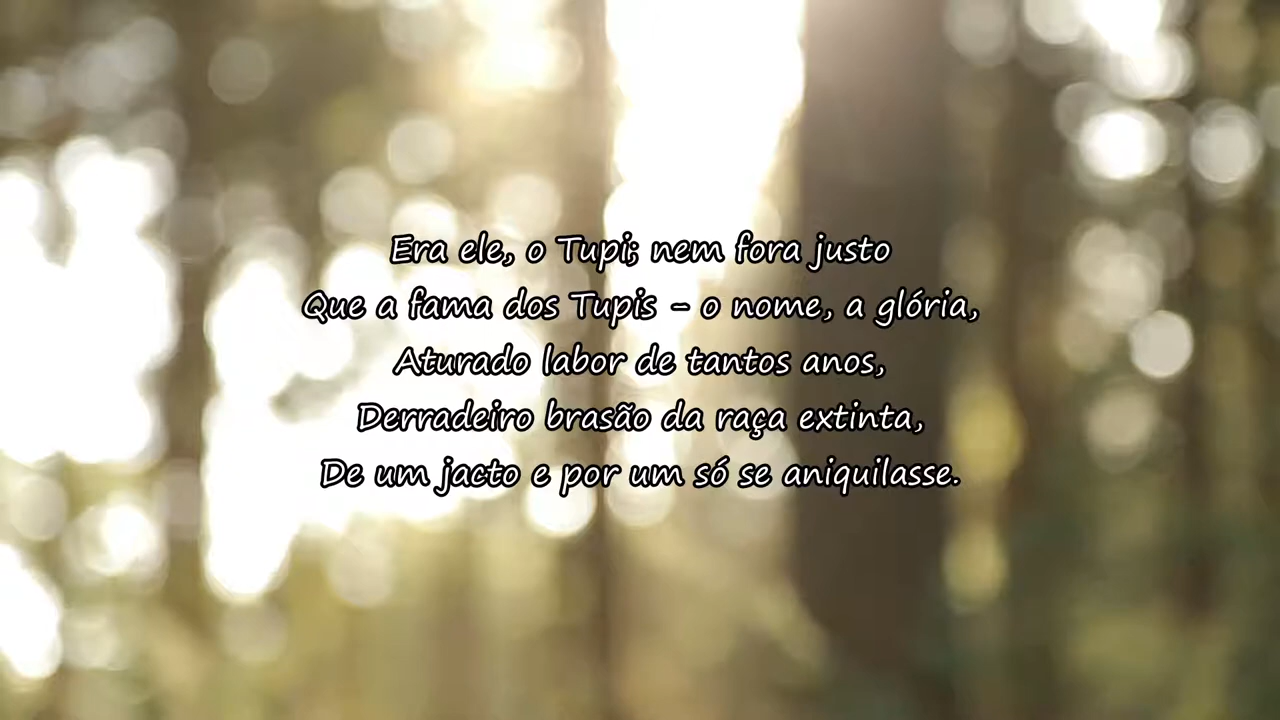 Era ele, o Tupi; nem fora justo
Que a fama dos Tupis - o nome, a glória,
Aturado labor de tantos anos,
Derradeiro brasão da raça extinta,
De um jacto e por um só se aniquilasse.